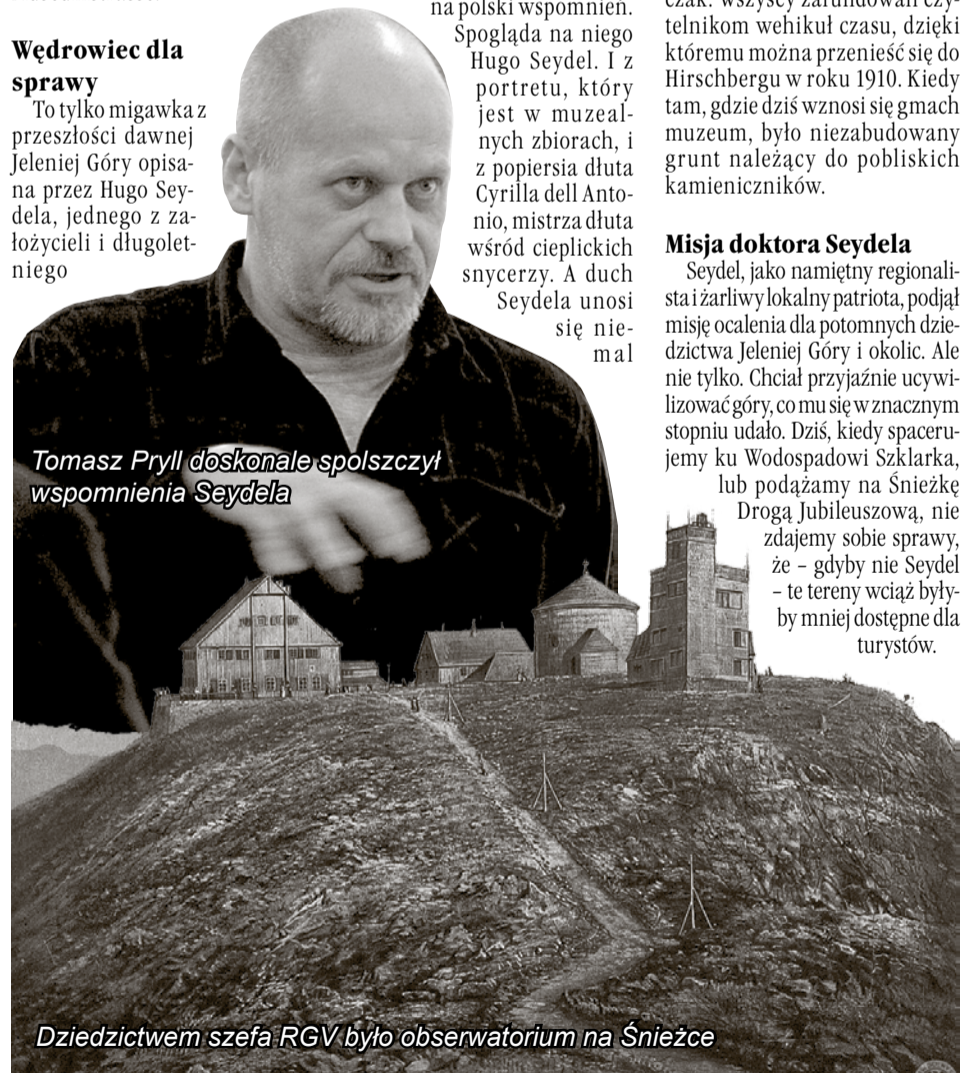 Wędrowiec dla
sprawy
To tylko migawka z
przeszłości dawnej
Jeleniej Góry opisa-
na przez Hugo Sey-
dela, jednego z za-
łożycieli i długolet-
niego
na polski wspomnień.
Spogląda na niego
Hugo Seydel. I z
portretu, który
jest w muzeal-
nych zbiorach, i
z popiersia dłuta
Cyrilla dell Anto-
nio, mistrza dłuta
wśród cieplickich
snycerzy. A duch
Seydela unosi
się nie-
mal
czak. Wszyscy zafundowali czy-
telnikom wehikuł czasu, dzięki
któremu można przenieść się do
Hirschbergu w roku 1910. Kiedy
tam, gdzie dziś wznosi się gmach
muzeum, było niezabudowany
grunt należący do pobliskich
kamieniczników.
Misja doktora Seydela
Seydel, jako namiętny regionali-
sta i żarliwy lokalny patriota, podjął
misję ocalenia dla potomnych dzie-
dzictwa Jeleniej Góry i okolic. Ale
nie tylko. Chciał przyjaźnie ucywi-
lizować góry, co mu się w znacznym
stopniu udało. Dziś, kiedy spaceru-
jemy ku Wodospadowi Szklarka,
lub podążamy na Śnieżkę
Drogą Jubileuszową, nie
zdajemy sobie sprawy,
że – gdyby nie Seydel
– te tereny wciąż były-
by mniej dostępne dla
turystów.
Tomasz Pryll doskonale spolszczył
wspomnienia Seydela
Dziedzictwem szefa RGV było obserwatorium na Śnieżce